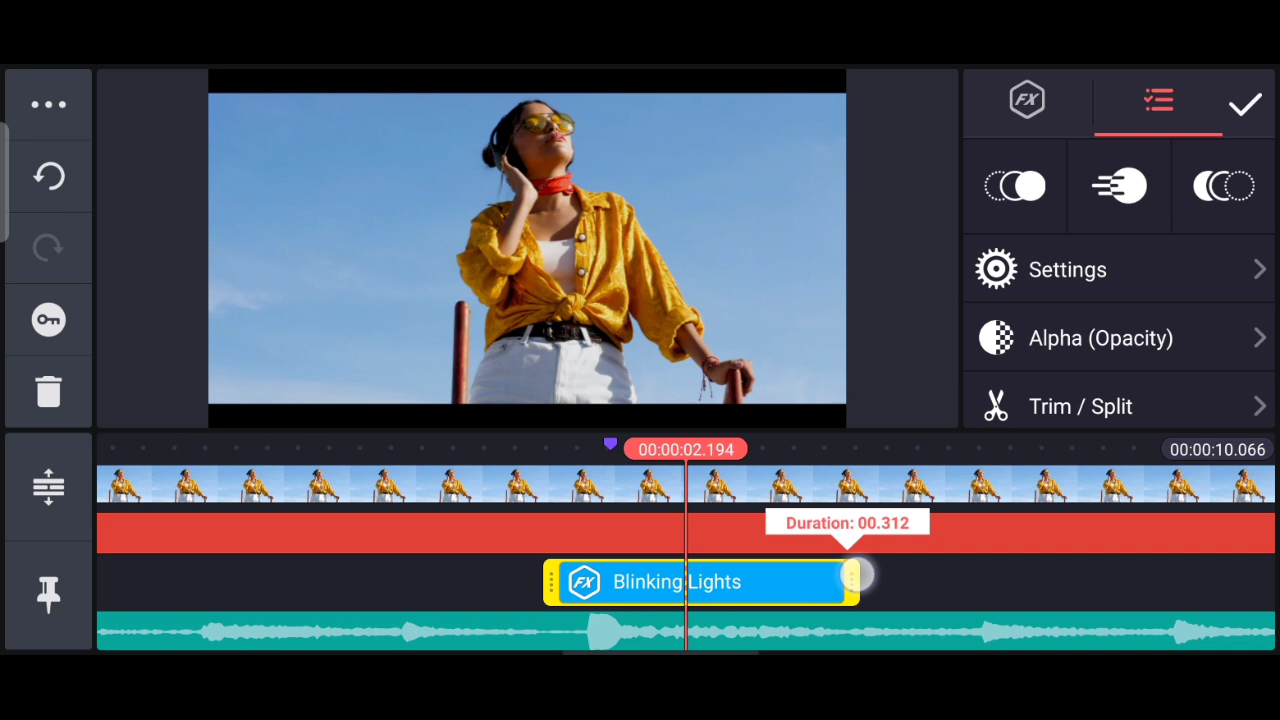 FX
Settings
Alpha (Opacity)
Trim / Split
00:00:02.194
00:00:10.066
Duration: 00.312
FX Blinking Lights